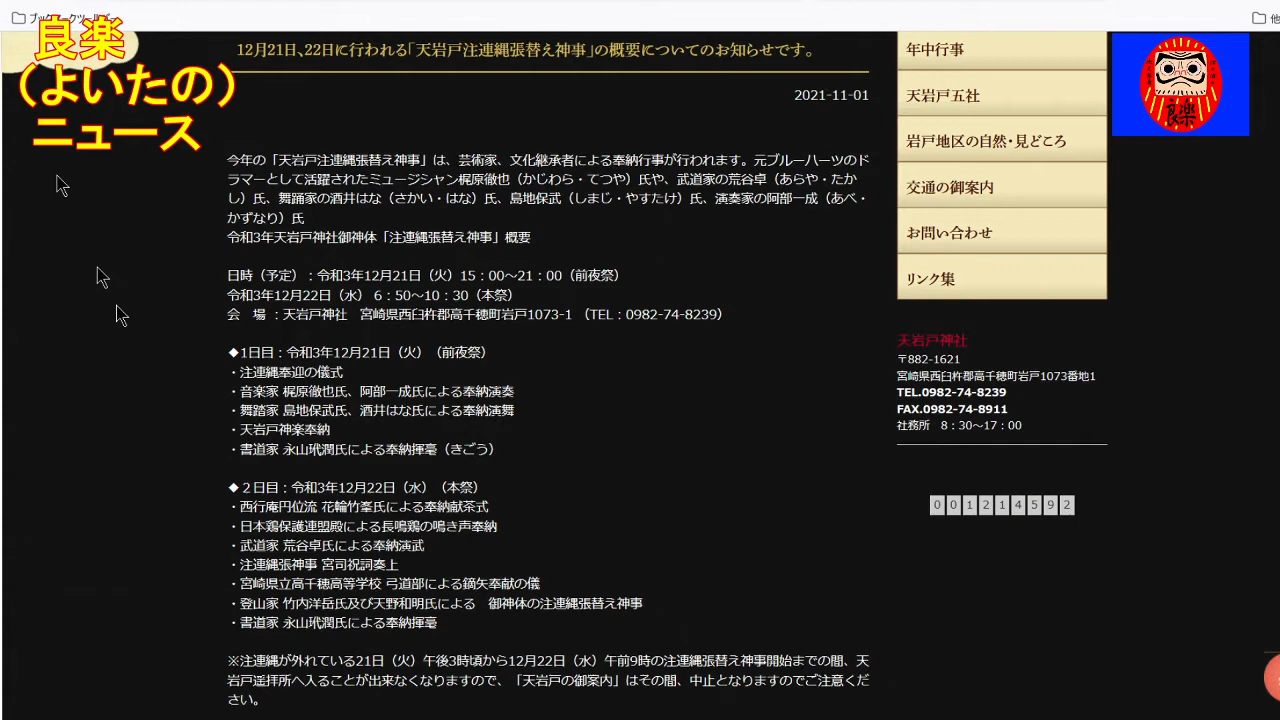 ブックマークツールバー
良楽
（よいたの）
ニュース
12月21日、22日に行われる「天岩戸注連縄張替え神事」の概要についてのお知らせです。
2021-11-01
今年の「天岩戸注連縄張替え神事」は、芸術家、文化継承者による奉納行事が行われます。元ブルーハーツのド
ラマーとして活躍されたミュージシャン梶原徹也（かじわら・てつや）氏や、武道家の荒谷卓（あらや・たか
し）氏、舞踊家の酒井はな（さかい・はな）氏、島地保武（しまじ・やすたけ）氏、演奏家の阿部一成（あべ・
かずなり）氏
令和3年天岩戸神社御神体「注連縄張替え神事」概要
日時（予定）：令和3年12月21日（火）15：00～21：00（前夜祭）
令和3年12月22日（水） 6：50～10：30（本祭）
会　場 ：天岩戸神社　宮崎県西臼杵郡高千穂町岩戸1073-1 （TEL：0982-74-8239）
◆1日目：令和3年12月21日（火）（前夜祭）
・注連縄奉迎の儀式
・音楽家 梶原徹也氏、阿部一成氏による奉納演奏
・舞踏家 島地保武氏、酒井はな氏による奉納演舞
・天岩戸神楽奉納
・書道家 永山玳潤氏による奉納揮毫（きごう）
◆２日目：令和3年12月22日（水）（本祭）
・西行庵円位流 花輪竹峯氏による奉納献茶式
・日本鶏保護連盟殿による長鳴鶏の鳴き声奉納
・武道家 荒谷卓氏による奉納演武
・注連縄張神事 宮司祝詞奏上
・宮崎県立高千穂高等学校 弓道部による鏑矢奉献の儀
・登山家 竹内洋岳氏及び天野和明氏による　御神体の注連縄張替え神事
・書道家 永山玳潤氏による奉納揮毫
※注連縄が外れている21日（火）午後3時頃から12月22日（水）午前9時の注連縄張替え神事開始までの間、天
岩戸遥拝所へ入ることが出来なくなりますので、「天岩戸の御案内」はその間、中止となりますのでご注意くだ
さい。
年中行事
天岩戸五社
岩戸地区の自然・見どころ
交通の御案内
お問い合わせ
リンク集
天岩戸神社
〒882-1621
宮崎県西臼杵郡高千穂町岩戸1073番地1
TEL.0982-74-8239
FAX.0982-74-8911
社務所　8：30～17：00
0 0 1 2 1 4 5 9 2
他
良楽